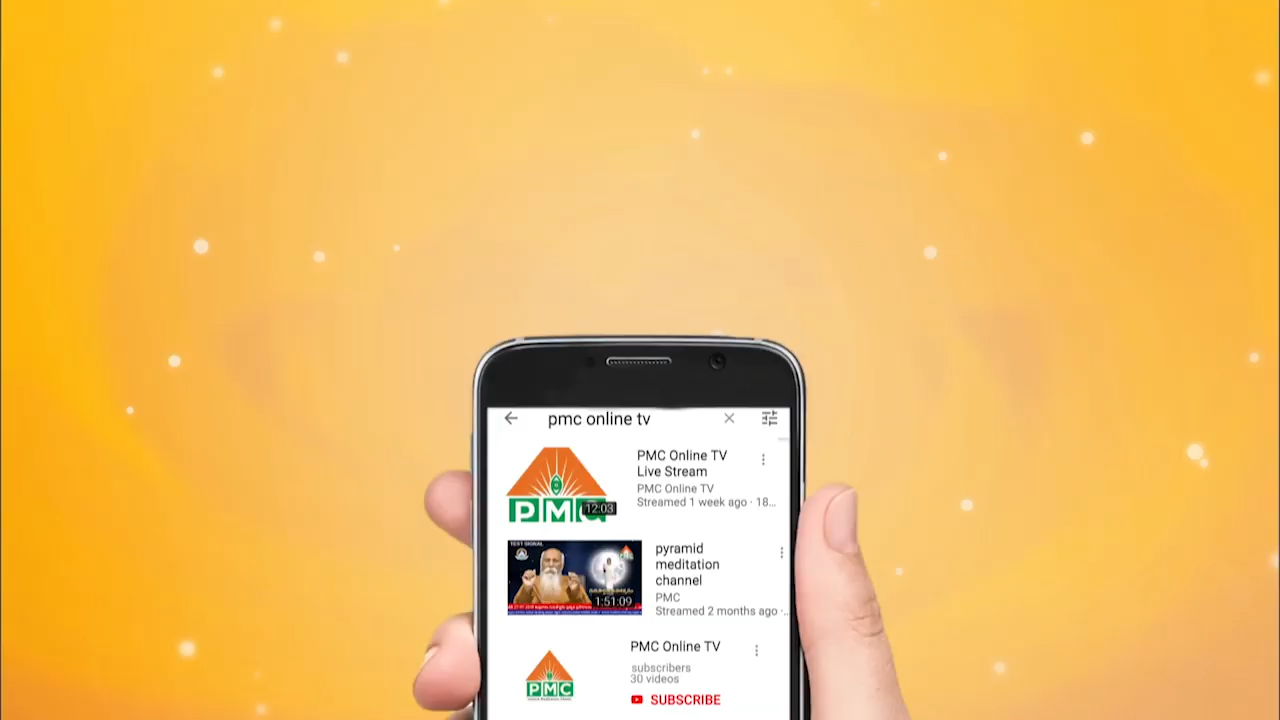 pmc online tv
PMC
12:03
PMC Online TV
Live Stream
PMC Online TV
Streamed 1 week ago · 18...
TEST SIGNAL
1:51:09
pyramid
meditation
channel
PMC
Streamed 2 months ago ·..
PMC
PMC Online TV
subscribers
30 videos
SUBSCRIBE